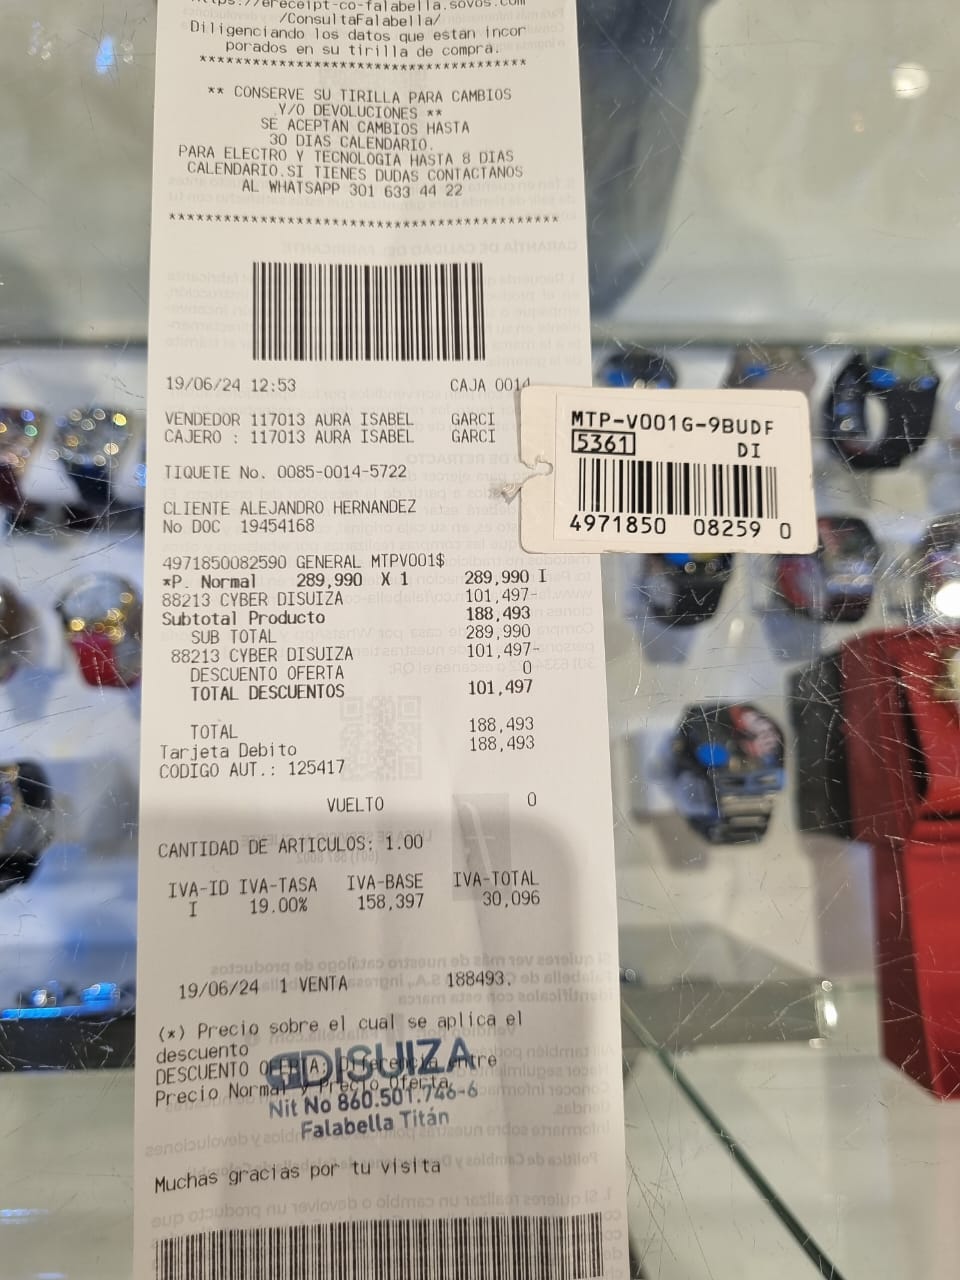 https://ereceipt-co-falabella.sovos.com
/ConsultaFalabella/
Diligenciando los datos que estan incor
porados en su tirilla de compra.
**************************************
** CONSERVE SU TIRILLA PARA CAMBIOS
Y/O DEVOLUCIONES **
SE ACEPTAN CAMBIOS HASTA
30 DIAS CALENDARIO.
PARA ELECTRO Y TECNOLOGIA HASTA 8 DIAS
CALENDARIO.SI TIENES DUDAS CONTACTANOS
AL WHATSAPP 301 633 44 22
********************************************
19/06/24 12:53 CAJA 0014
VENDEDOR 117013 AURA ISABEL GARCI
CAJERO : 117013 AURA ISABEL GARCI
TIQUETE No. 0085-0014-5722
CLIENTE ALEJANDRO HERNANDEZ
No DOC 19454168
4971850082590 GENERAL MTPV001$
*P. Normal 289,990 X 1 289,990 I
88213 CYBER DISUIZA 101,497-
Subtotal Producto 188,493
SUB TOTAL 289,990
88213 CYBER DISUIZA 101,497-
DESCUENTO OFERTA 0
TOTAL DESCUENTOS 101,497
TOTAL 188,493
Tarjeta Debito 188,493
CODIGO AUT.: 125417
VUELTO 0
CANTIDAD DE ARTICULOS: 1.00
IVA-ID IVA-TASA IVA-BASE IVA-TOTAL
I 19.00% 158,397 30,096
19/06/24 1 VENTA 188493.
(*) Precio sobre el cual se aplica el
descuento
DESCUENTO OFERTA; Diferencia entre
Precio Normal y Precio Oferta.
DISUIZA
Nit No 860.501.746-6
Falabella Titán
Muchas gracias por tu visita
MTP-V001G-9BUDF
5361 DI
4971850 08259 0